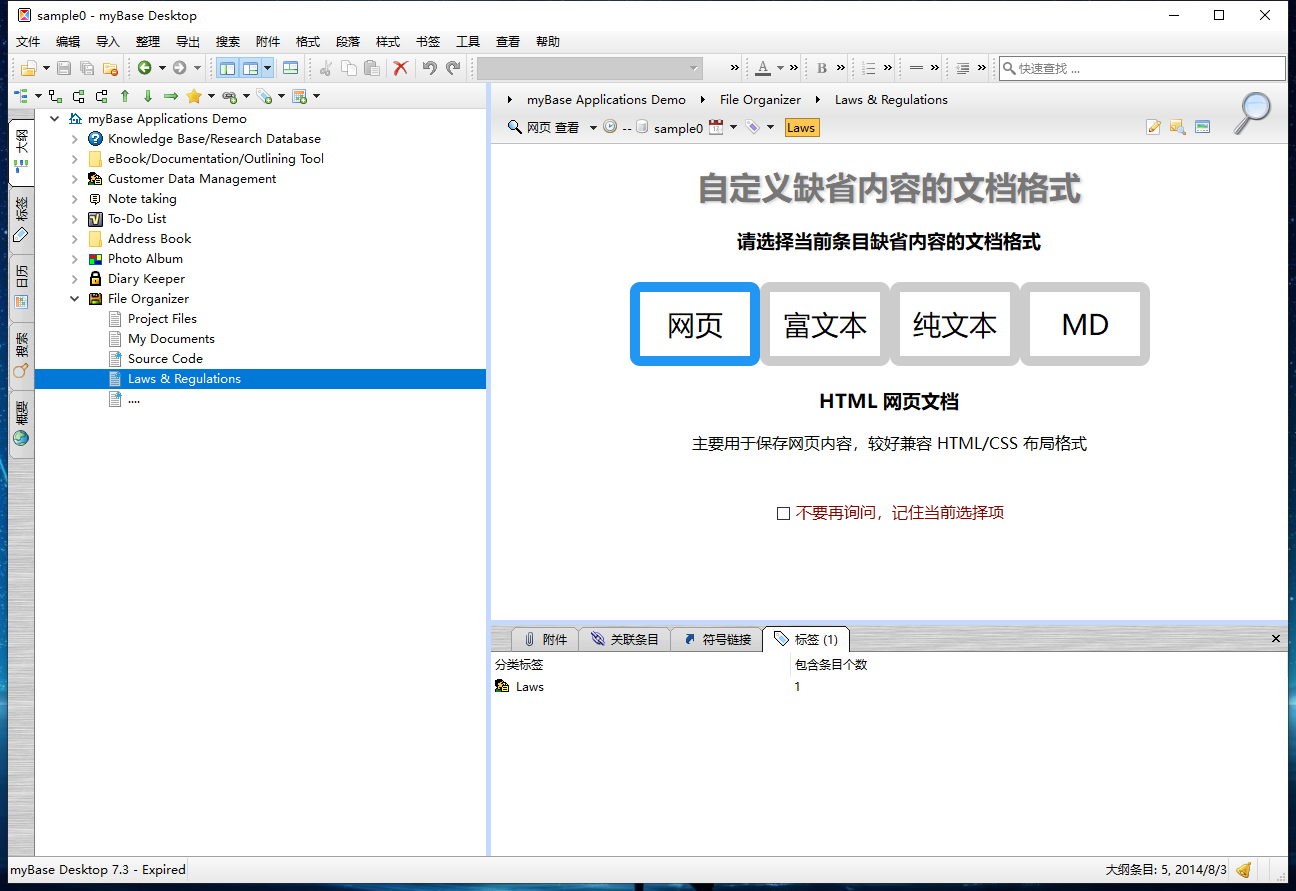 sample0 - myBase Desktop
文件 编辑 导入 整理 导出 搜索 附件 格式 段落 样式 书签 工具 查看 帮助
A B 快速查找 ...
myBase Applications Demo File Organizer Laws & Regulations
网页 查看 -- sample0 12 Laws
大纲
标签
日历
搜索
概要
myBase Applications Demo
Knowledge Base/Research Database
eBook/Documentation/Outlining Tool
Customer Data Management
Note taking
To-Do List
Address Book
Photo Album
Diary Keeper
File Organizer
Project Files
My Documents
Source Code
Laws & Regulations
....
自定义缺省内容的文档格式
请选择当前条目缺省内容的文档格式
网页 富文本 纯文本 MD
HTML 网页文档
主要用于保存网页内容，较好兼容 HTML/CSS 布局格式
不要再询问，记住当前选择项
附件 关联条目 符号链接 标签 (1)
分类标签 包含条目个数
Laws 1
myBase Desktop 7.3 - Expired 大纲条目: 5, 2014/8/3